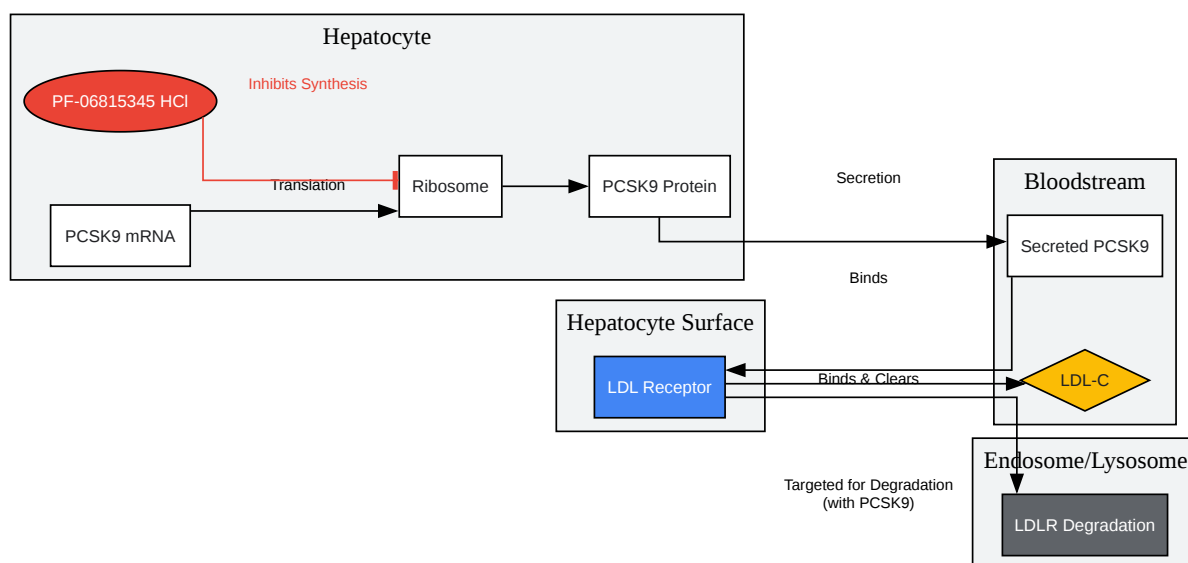 Hepatocyte
PF-06815345 HCl
Inhibits Synthesis
Translation
Ribosome
PCSK9 Protein
PCSK9 mRNA
Secretion
Bloodstream
Secreted PCSK9
Binds
Hepatocyte Surface
LDL Receptor
Binds & Clears
LDL-C
Targeted for Degradation
(with PCSK9)
Endosome/Lysosome
LDLR Degradation